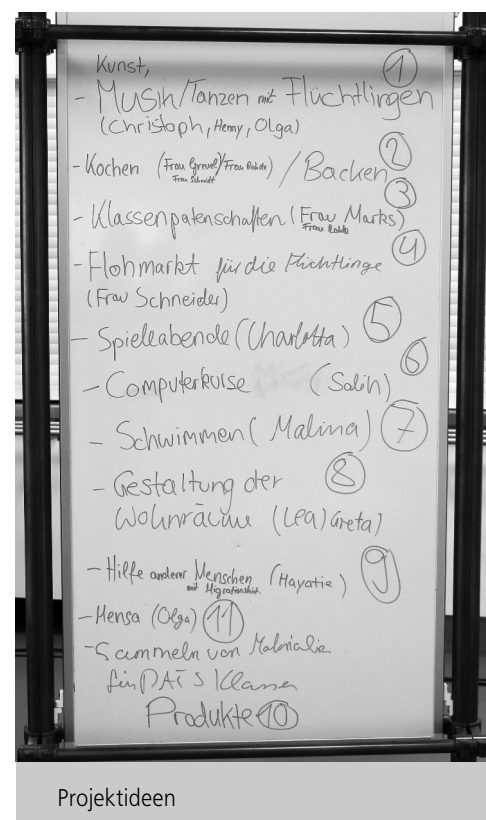 Kunst,
- Musik/Tanzen mit Flüchtlingen ①
(Christoph, Henny, Olga)
- Kochen (Frau Greve?/Frau Rohde) / Backen ②
Frau Schmidt
- Klassenpatenschaften (Frau Marks) ③
Frau Rohde
- Flohmarkt für die Flüchtlinge ④
(Frau Schneider)
- Spieleabende (Charlotta) ⑤
- Computerkurse (Salih) ⑥
- Schwimmen (Malina) ⑦
- Gestaltung der ⑧
Wohnräume (Lea) Greta)
- Hilfe anderer Menschen (Hayatie) ⑨
mit Migrationshint.
- Mensa (Olga) ⑪
- Sammeln von Materialien
für DAZ Klassen
Produkte ⑩
Projektideen